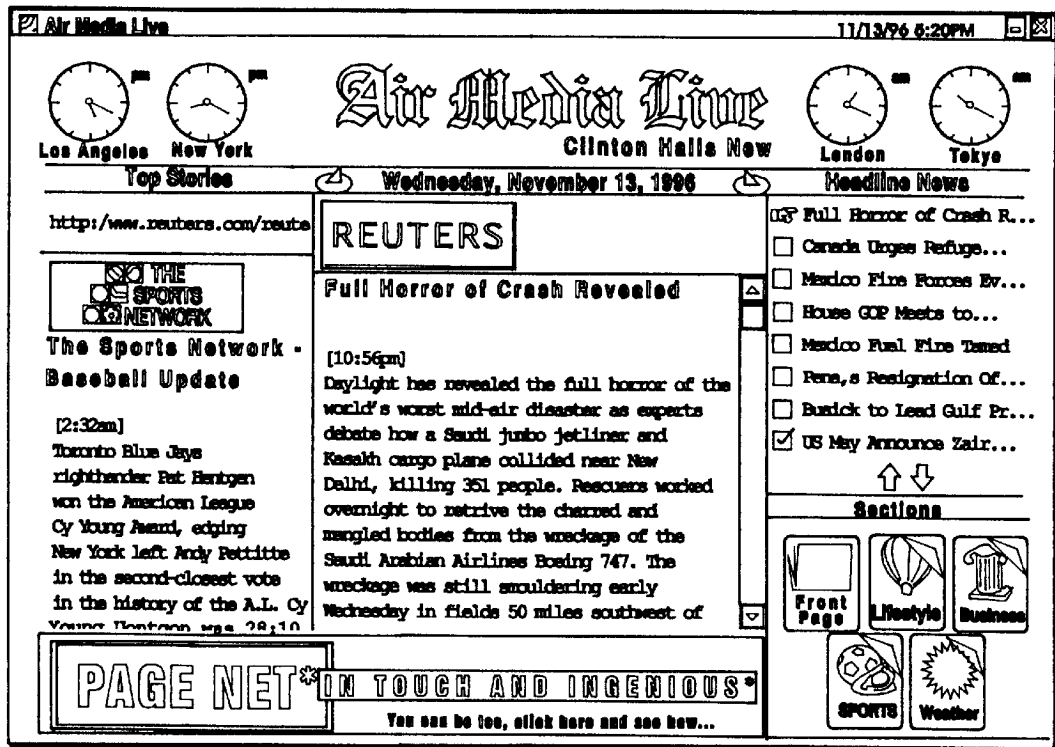 Air Media Live
11/13/96 6:20PM
pm
pm
Air Media Live
am
am
Clinton Hails New
Los Angeles
New York
London
Tokyo
Top Stories
Wednesday, November 13, 1996
Headline News
http:/www.reuters.com/reute
THE
SPORTS
NETWORK
The Sports Network -
Baseball Update
[2:32am]
Toronto Blue Jays
righthander Pat Hentgen
won the American League
Cy Young Award, edging
New York left Andy Pettitte
in the second-closest vote
in the history of the A.L. Cy
Young Hentgen was 28:10
REUTERS
Full Horror of Crash Revealed
[10:56pm]
Daylight has revealed the full horror of the
world's worst mid-air disaster as experts
debate how a Saudi jumbo jetliner and
Kasakh cargo plane collided near New
Dalhi, killing 351 people. Rescuers worked
overnight to retrive the charred and
mangled bodies from the wreckage of the
Saudi Arabian Airlines Boeing 747. The
wreckage was still smouldering early
Wednesday in fields 50 miles southwest of
Full Horror of Crash R...
Canada Urges Refuge...
Mexico Fire Forces Ev...
House GOP Meets to...
Mexico Fuel Fire Tamed
Pena,s Resignation Of...
Busick to Lead Gulf Pr...
US May Announce Zair...
Sections
Front
Page
Lifestyle
Business
SPORTS
Weather
PAGE NET*
IN TOUCH AND INGENIOUS*
You can be too, click here and see how...